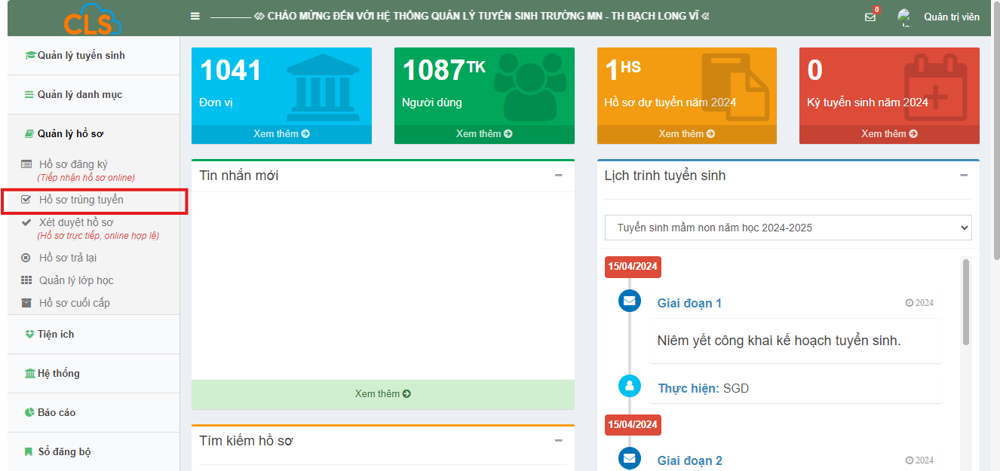 CLS
-------------- CHÀO MỪNG ĐẾN VỚI HỆ THỐNG QUẢN LÝ TUYỂN SINH TRƯỜNG MN - TH BẠCH LONG VĨ
0
Quản trị viên
Quản lý tuyển sinh
Quản lý danh mục
Quản lý hồ sơ
Hồ sơ đăng ký
(Tiếp nhận hồ sơ online)
Hồ sơ trúng tuyển
Xét duyệt hồ sơ
(Hồ sơ trực tiếp, online hợp lệ)
Hồ sơ trả lại
Quản lý lớp học
Hồ sơ cuối cấp
Tiện ích
Hệ thống
Báo cáo
Sổ đăng bộ
1041
Đơn vị
Xem thêm
1087TK
Người dùng
Xem thêm
1HS
Hồ sơ dự tuyển năm 2024
Xem thêm
0
Kỳ tuyển sinh năm 2024
Xem thêm
Tin nhắn mới
Xem thêm
Tìm kiếm hồ sơ
Lịch trình tuyển sinh
Tuyển sinh mầm non năm học 2024-2025
15/04/2024
Giai đoạn 1
2024
Niêm yết công khai kế hoạch tuyển sinh.
Thực hiện: SGD
15/04/2024
Giai đoạn 2
2024